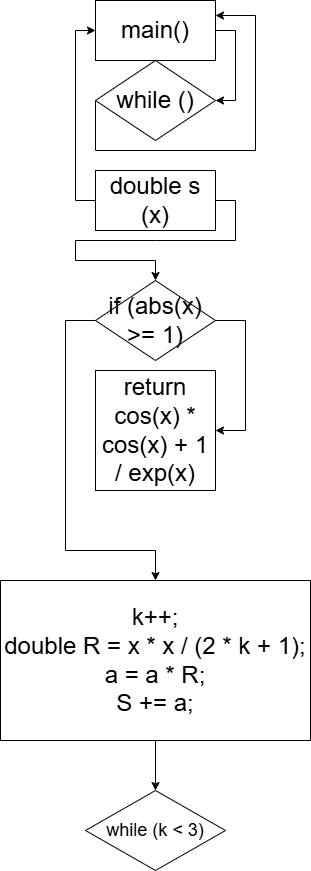 main()
while ()
double s
(x)
if (abs(x)
>= 1)
return
cos(x) *
cos(x) + 1
/ exp(x)
k++;
double R = x * x / (2 * k + 1);
a = a * R;
S += a;
while (k < 3)